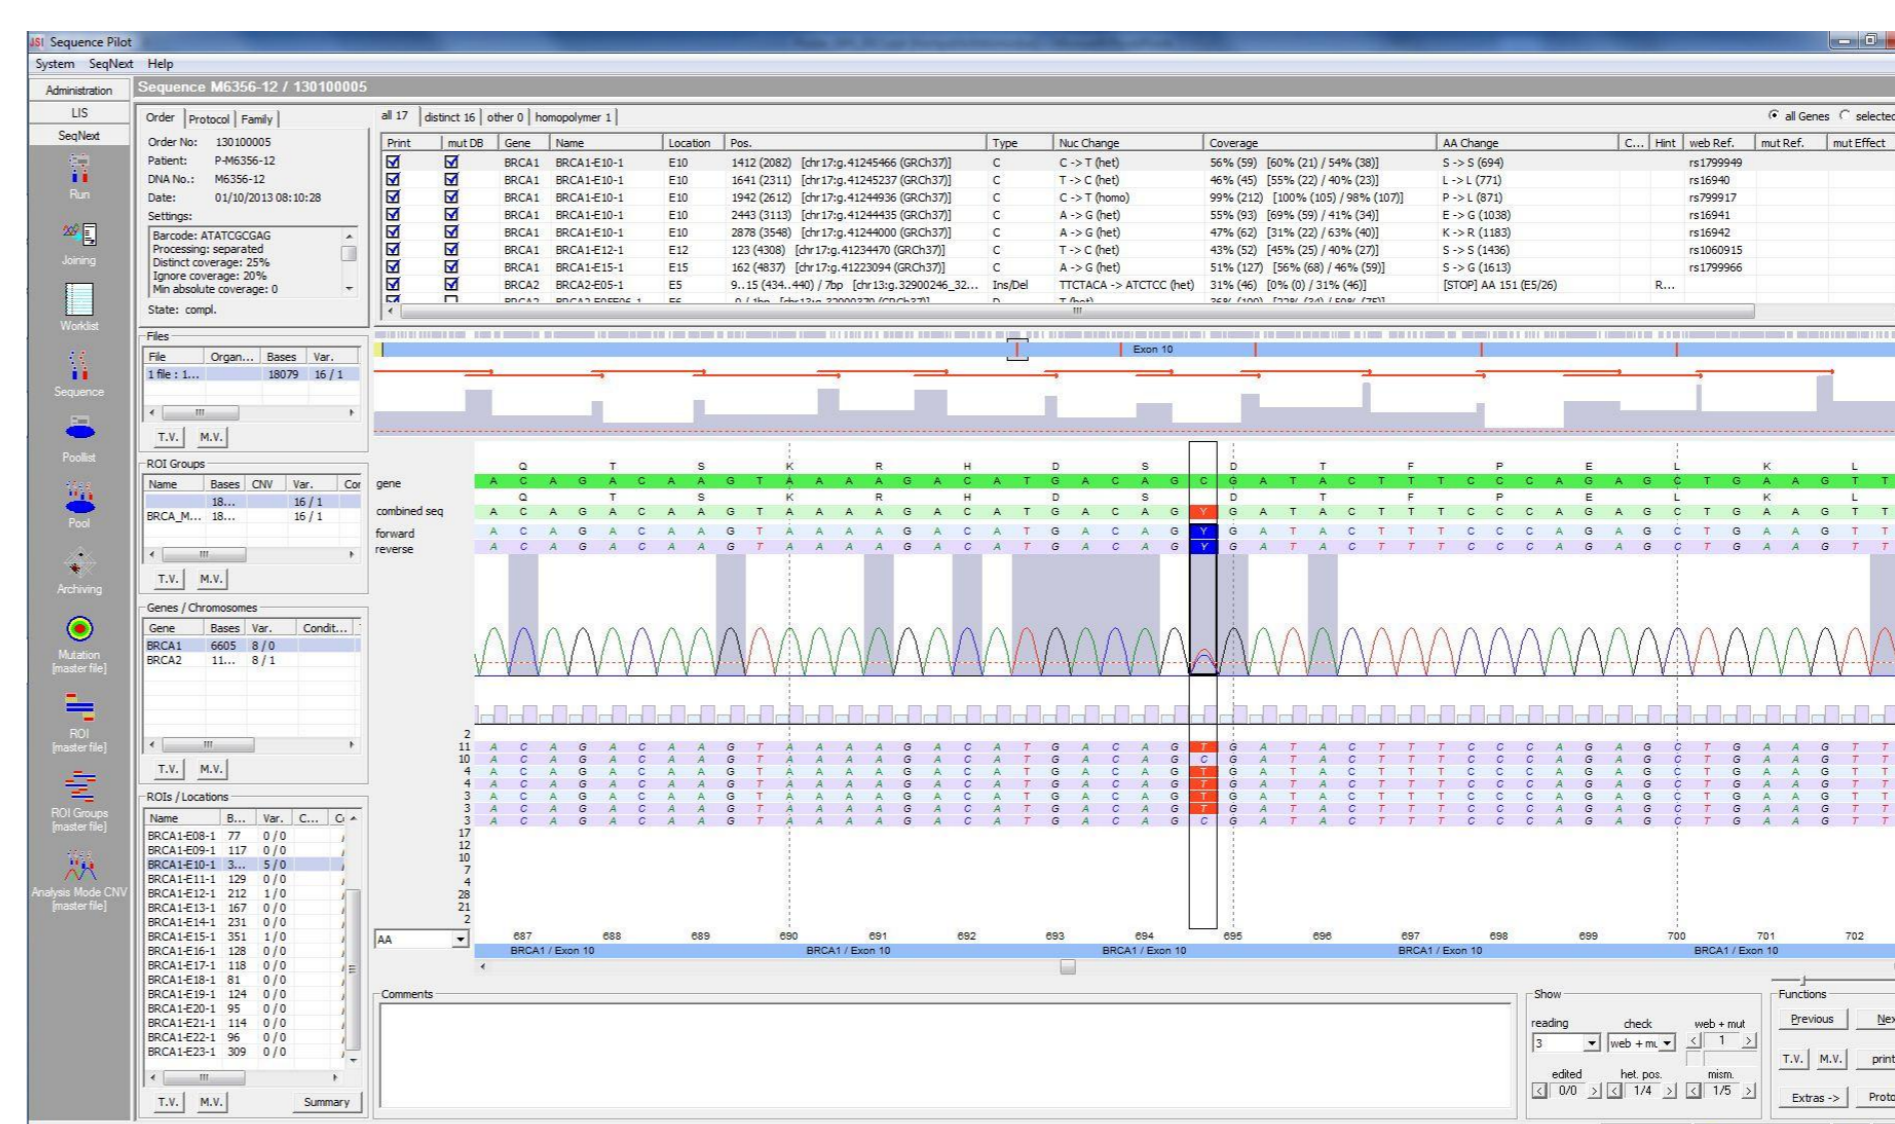 JSI Sequence Pilot
System SeqNext Help
Administration
LIS
SeqNext
Run
Joining
Worklist
Sequence
Poollist
Pool
Archiving
Mutation
[master file]
ROI
[master file]
ROI Groups
[master file]
Analysis Mode CNV
[master file]
Sequence M6356-12 / 130100005
Order Protocol Family
Order No: 130100005
Patient: P-M6356-12
DNA No.: M6356-12
Date: 01/10/2013 08:10:28
Settings:
Barcode: ATATCGCGAG
Processing: separated
Distinct coverage: 25%
Ignore coverage: 20%
Min absolute coverage: 0
State: compl.
Files
File Organ... Bases Var.
1 file : 1... 18079 16 / 1
T.V. M.V.
ROI Groups
Name Bases CNV Var. Cor
18... 16 / 1
BRCA_M... 18... 16 / 1
T.V. M.V.
Genes / Chromosomes
Gene Bases Var. Condit...
BRCA1 6605 8 / 0
BRCA2 11... 8 / 1
T.V. M.V.
ROIs / Locations
Name B... Var. C...
BRCA1-E08-1 77 0 / 0
BRCA1-E09-1 117 0 / 0
BRCA1-E10-1 3... 5 / 0
BRCA1-E11-1 129 0 / 0
BRCA1-E12-1 212 1 / 0
BRCA1-E13-1 167 0 / 0
BRCA1-E14-1 231 0 / 0
BRCA1-E15-1 351 1 / 0
BRCA1-E16-1 128 0 / 0
BRCA1-E17-1 118 0 / 0
BRCA1-E18-1 81 0 / 0
BRCA1-E19-1 124 0 / 0
BRCA1-E20-1 95 0 / 0
BRCA1-E21-1 114 0 / 0
BRCA1-E22-1 96 0 / 0
BRCA1-E23-1 309 0 / 0
T.V. M.V. Summary
all 17 distinct 16 other 0 homopolymer 1 all Genes selected
Print mut DB Gene Name Location Pos. Type Nuc Change Coverage AA Change C... Hint web Ref. mut Ref. mut Effect
BRCA1 BRCA1-E10-1 E10 1412 (2082) [chr17:g.41245466 (GRCh37)] C C -> T (het) 56% (59) [60% (21) / 54% (38)] S -> S (694) rs1799949
BRCA1 BRCA1-E10-1 E10 1641 (2311) [chr17:g.41245237 (GRCh37)] C T -> C (het) 46% (45) [55% (22) / 40% (23)] L -> L (771) rs16940
BRCA1 BRCA1-E10-1 E10 1942 (2612) [chr17:g.41244936 (GRCh37)] C C -> T (homo) 99% (212) [100% (105) / 98% (107)] P -> L (871) rs799917
BRCA1 BRCA1-E10-1 E10 2443 (3113) [chr17:g.41244435 (GRCh37)] C A -> G (het) 55% (93) [69% (59) / 41% (34)] E -> G (1038) rs16941
BRCA1 BRCA1-E10-1 E10 2878 (3548) [chr17:g.41244000 (GRCh37)] C A -> G (het) 47% (62) [31% (22) / 63% (40)] K -> R (1183) rs16942
BRCA1 BRCA1-E12-1 E12 123 (4308) [chr17:g.41234470 (GRCh37)] C T -> C (het) 43% (52) [45% (25) / 40% (27)] S -> S (1436) rs1060915
BRCA1 BRCA1-E15-1 E15 162 (4837) [chr17:g.41223094 (GRCh37)] C A -> G (het) 51% (127) [56% (68) / 46% (59)] S -> G (1613) rs1799966
BRCA2 BRCA2-E05-1 E5 9..15 (434..440) / 7bp [chr13:g.32900246_32... Ins/Del TTCTACA -> ATCTCC (het) 31% (46) [0% (0) / 31% (46)] [STOP] AA 151 (E5/26) R...
Exon 10
Q T S K R H D S D T F P E L K L
gene A C A G A C A A G T A A A A G A C A T G A C A G C G A T A C T T T C C C A G A G C T G A A G T T
Q T S K R H D S D T F P E L K L
combined seq A C A G A C A A G T A A A A G A C A T G A C A G Y G A T A C T T T C C C A G A G C T G A A G T T
forward A C A G A C A A G T A A A A G A C A T G A C A G Y G A T A C T T T C C C A G A G C T G A A G T T
reverse A C A G A C A A G T A A A A G A C A T G A C A G Y G A T A C T T T C C C A G A G C T G A A G T T
2
11 A C A G A C A A G T A A A A G A C A T G A C A G T G A T A C T T T C C C A G A G C T G A A G T T
10 A C A G A C A A G T A A A A G A C A T G A C A G C G A T A C T T T C C C A G A G C T G A A G T T
4 A C A G A C A A G T A A A A G A C A T G A C A G T G A T A C T T T C C C A G A G C T G A A G T T
4 A C A G A C A A G T A A A A G A C A T G A C A G T G A T A C T T T C C C A G A G C T G A A G T T
3 A C A G A C A A G T A A A A G A C A T G A C A G T G A T A C T T T C C C A G A G C T G A A G T T
3 A C A G A C A A G T A A A A G A C A T G A C A G T G A T A C T T T C C C A G A G C T G A A G T T
3 A C A G A C A A G T A A A A G A C A T G A C A G C G A T A C T T T C C C A G A G C T G A A G T T
17
12
10
7
4
28
21
2
AA 687 688 689 690 691 692 693 694 695 696 697 698 699 700 701 702
BRCA1 / Exon 10 BRCA1 / Exon 10 BRCA1 / Exon 10 BRCA1 / Exon 10 BRCA1 / Exon 10
Comments
Show
reading check web + mut
3 web + mu 1
edited het. pos. mism.
0/0 1/4 1/5
Functions
Previous Nex
T.V. M.V. print
Extras -> Proto